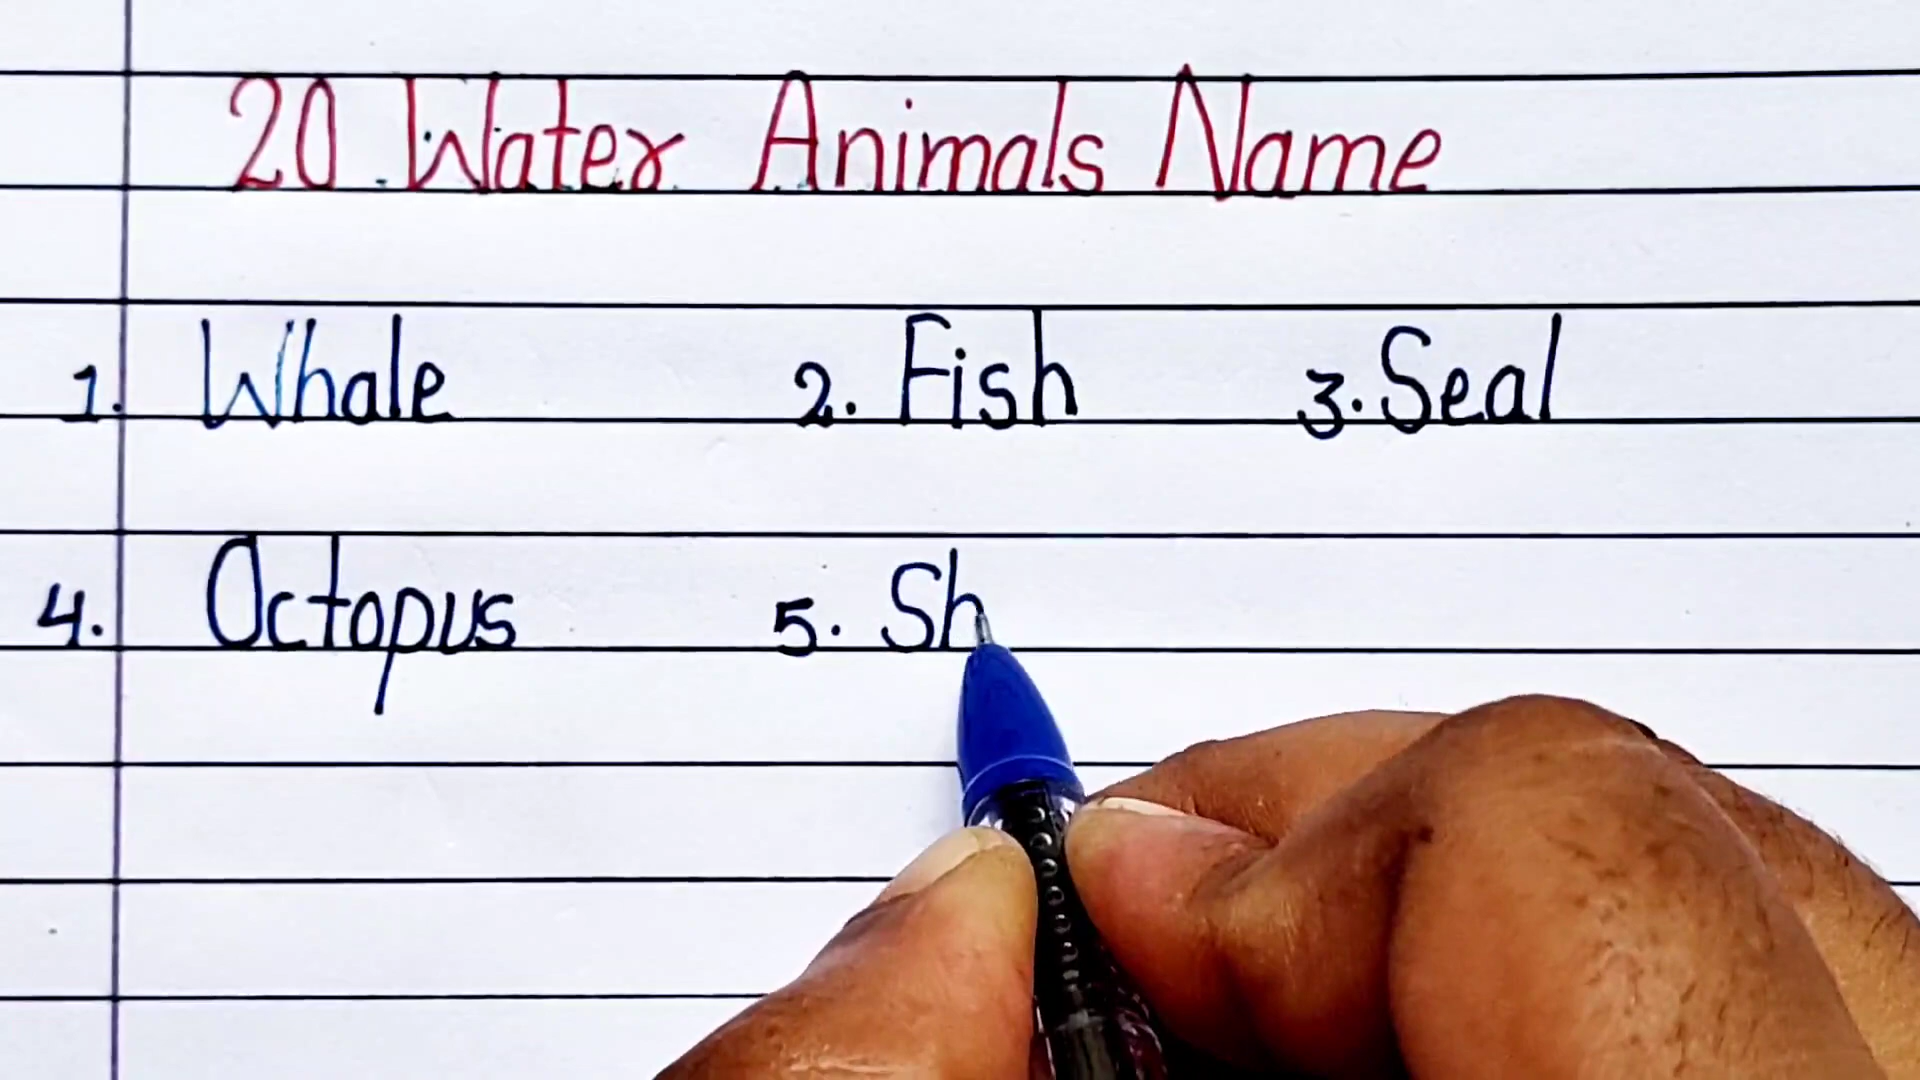 20 Water Animals Name
1. Whale 2. Fish 3. Seal
4. Octopus 5. Sh